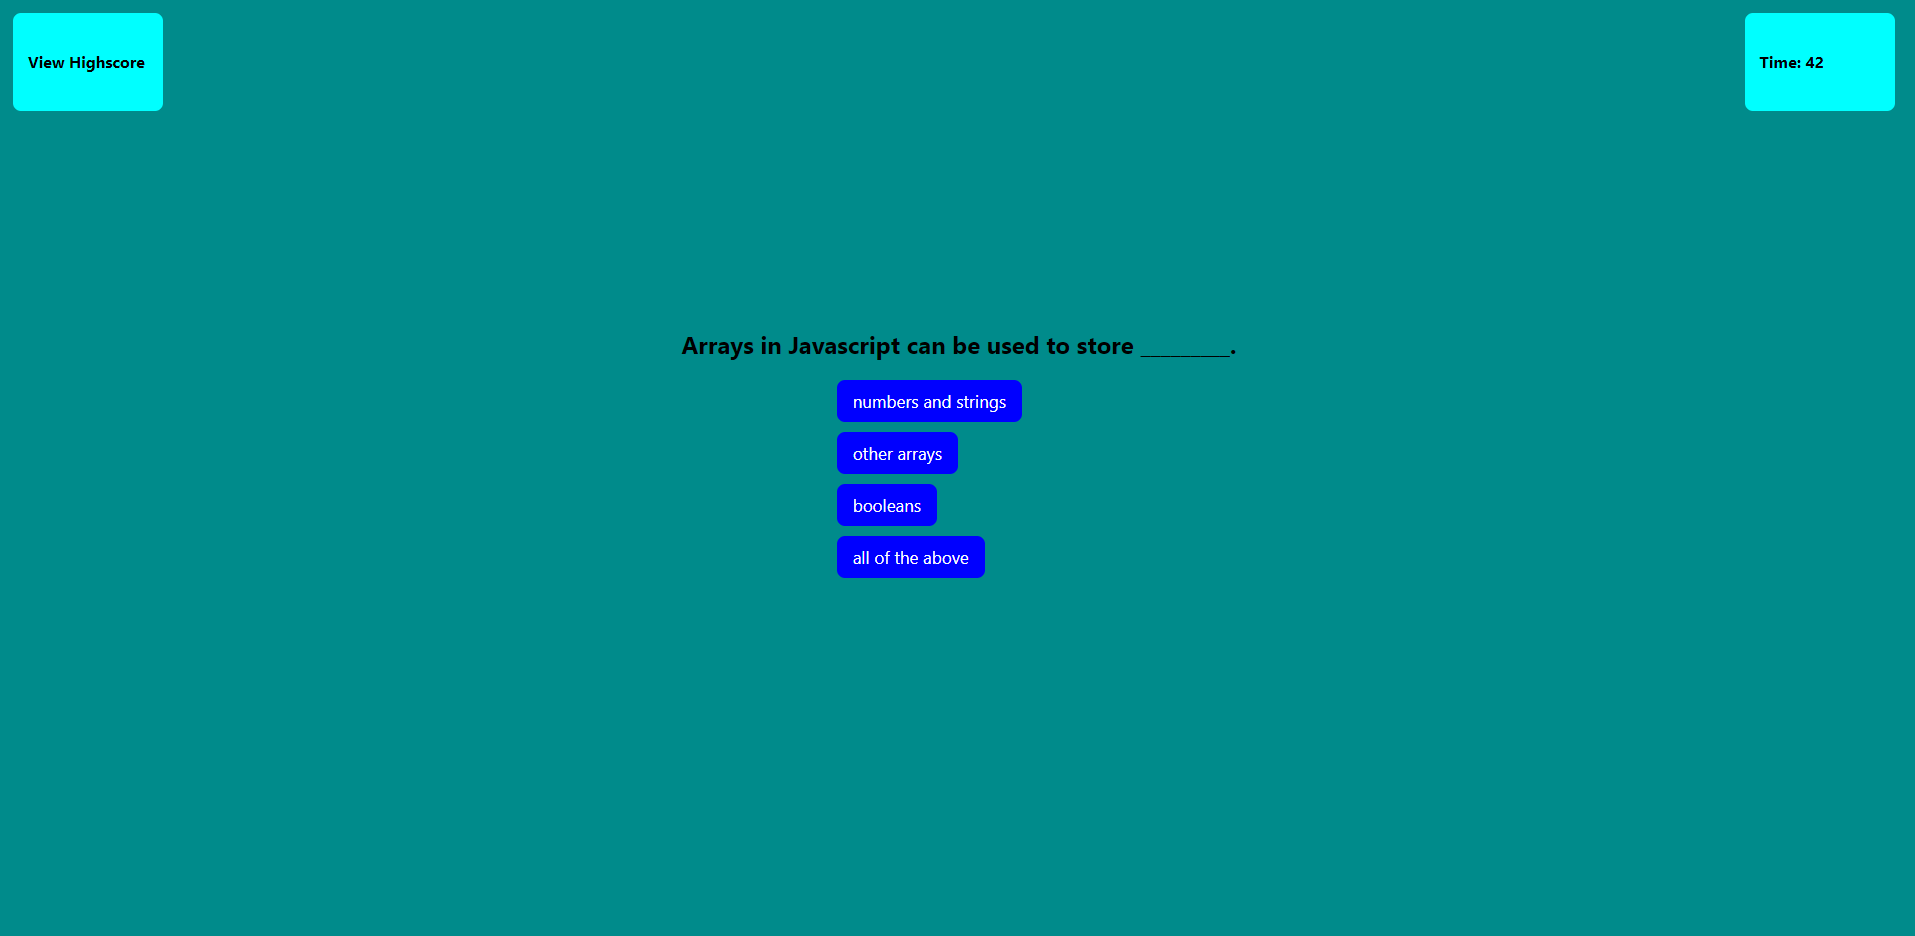 View Highscore
Time: 42
Arrays in Javascript can be used to store _________.
numbers and strings
other arrays
booleans
all of the above